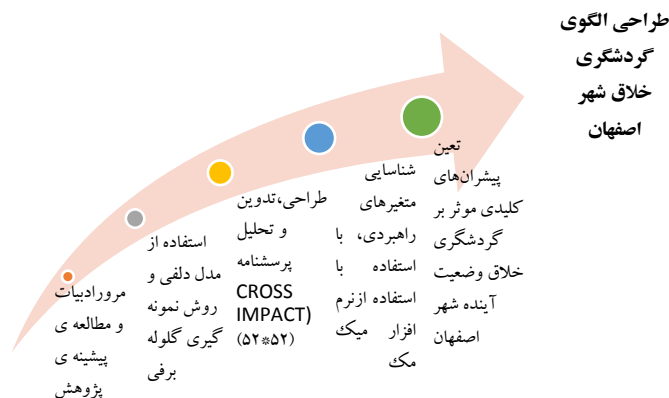 طراحی الگوی
گردشگری
خلاق شهر
اصفهان
مرورادبیات
و مطالعه ی
پیشینه ی
پژوهش
استفاده از
مدل دلفی و
روش نمونه
گیری گلوله
برفی
طراحی،تدوین
و تحلیل
پرسشنامه
CROSS
IMPACT)
(۵۲*۵۲)
شناسایی
متغیرهای
راهبردی، با
استفاده با
استفاده ازنرم
افزار میک
مک
تعین
پیشران‌های
کلیدی موثر بر
گردشگری
خلاق وضعیت
آینده شهر
اصفهان